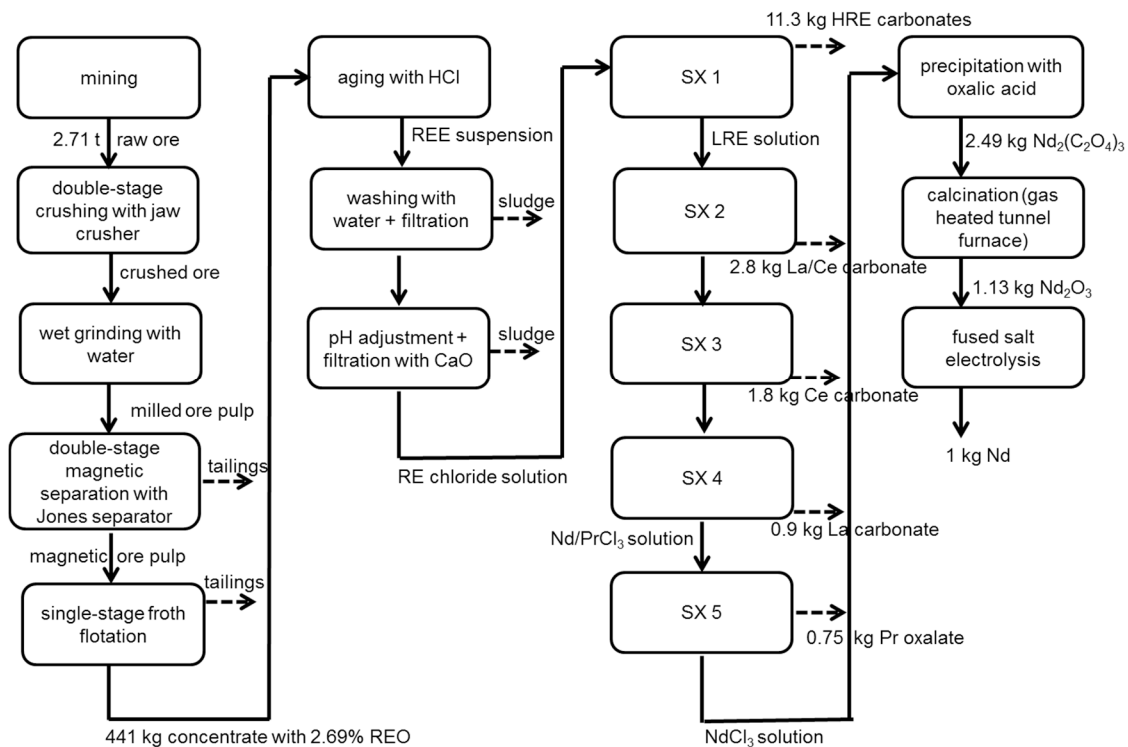 mining
2.71 t raw ore
double-stage
crushing with jaw
crusher
crushed ore
wet grinding with
water
milled ore pulp
double-stage
magnetic
separation with
Jones separator
tailings
magnetic ore pulp
single-stage froth
flotation
tailings
441 kg concentrate with 2.69% REO
aging with HCl
REE suspension
washing with
water + filtration
sludge
pH adjustment +
filtration with CaO
sludge
RE chloride solution
SX 1
11.3 kg HRE carbonates
LRE solution
SX 2
2.8 kg La/Ce carbonate
SX 3
1.8 kg Ce carbonate
SX 4
0.9 kg La carbonate
Nd/PrCl₃ solution
SX 5
0.75 kg Pr oxalate
NdCl₃ solution
precipitation with
oxalic acid
2.49 kg Nd₂(C₂O₄)₃
calcination (gas
heated tunnel
furnace)
1.13 kg Nd₂O₃
fused salt
electrolysis
1 kg Nd